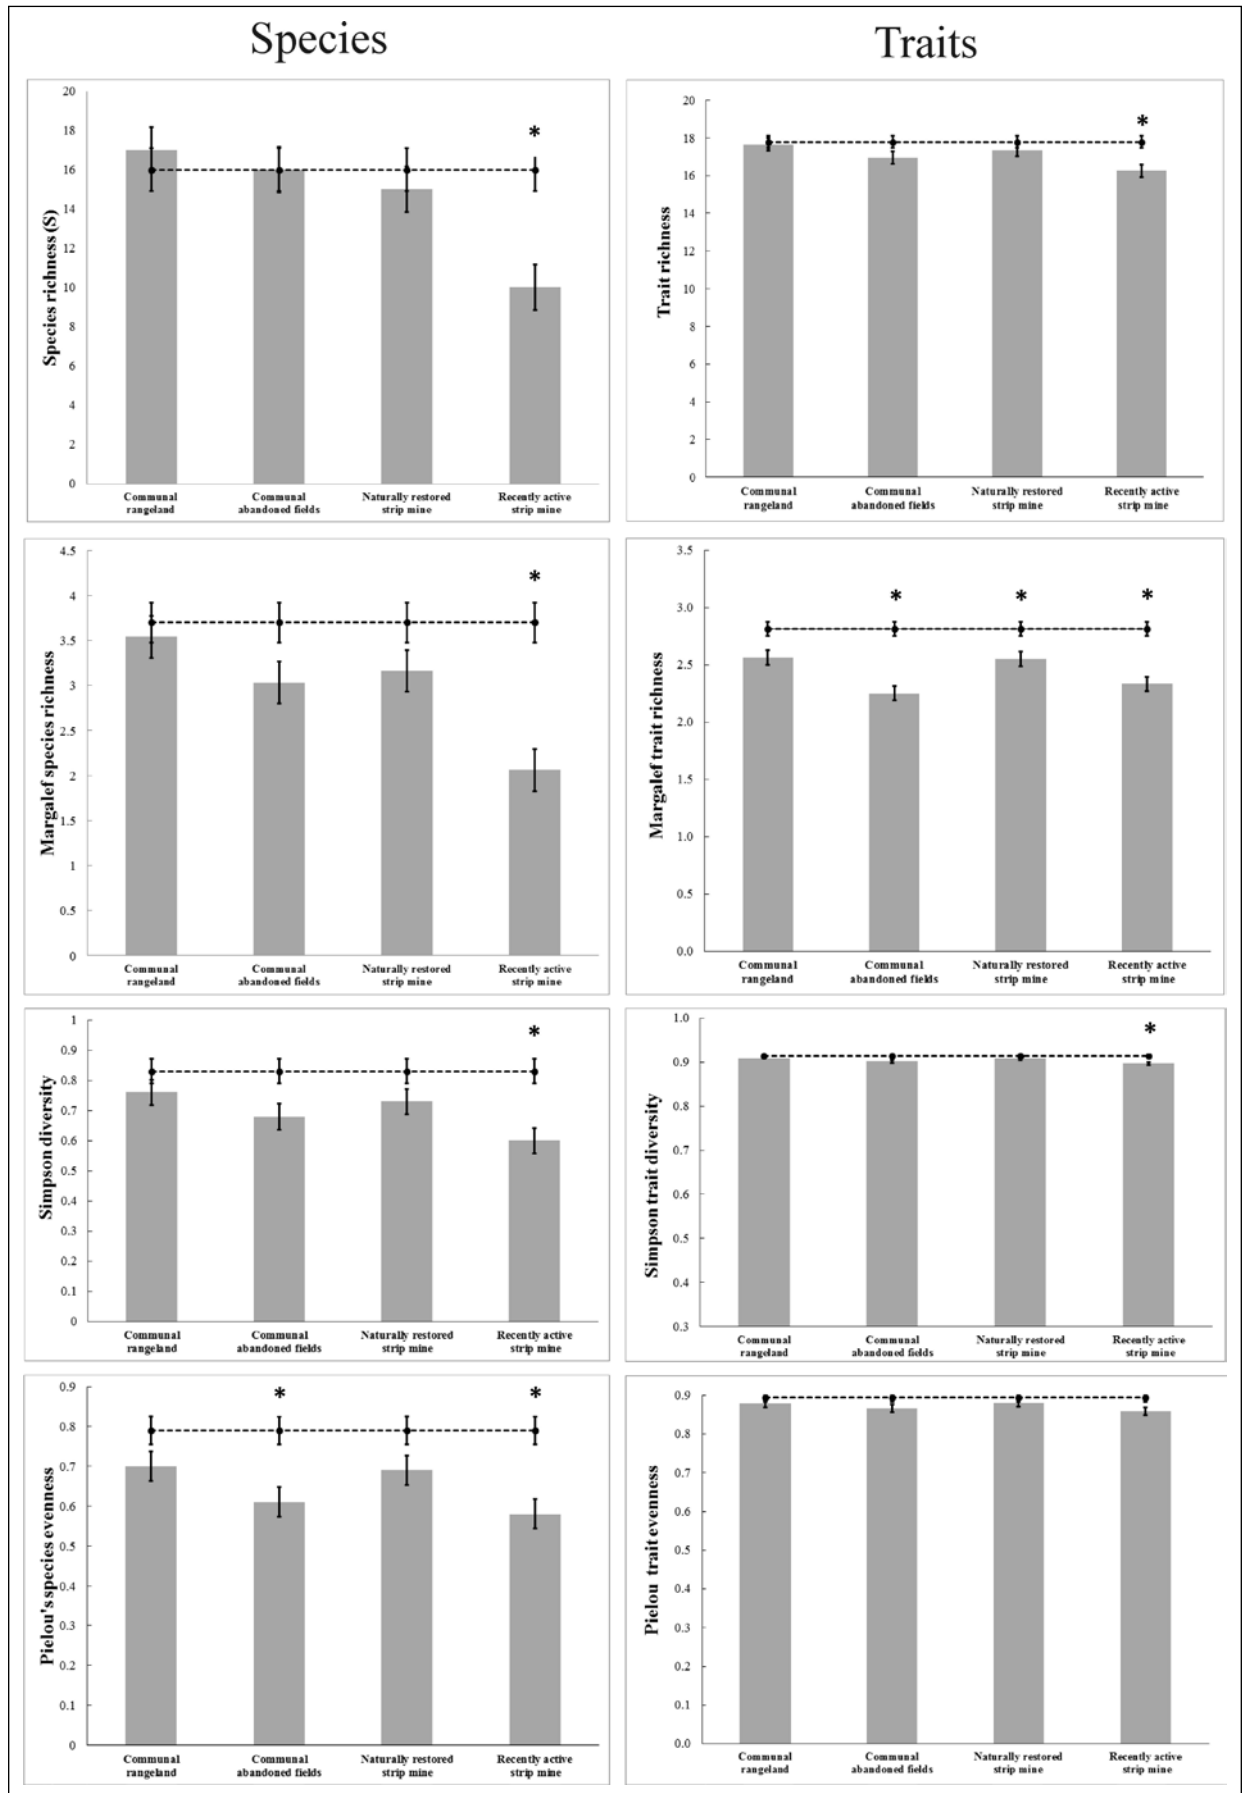 Species
Traits
Species richness (S)
20
18
16
14
12
10
8
6
4
2
0
*
Communal rangeland
Communal abandoned fields
Naturally restored strip mine
Recently active strip mine
Trait richness
20
18
16
14
12
10
8
6
4
2
0
*
Communal rangeland
Communal abandoned fields
Naturally restored strip mine
Recently active strip mine
Margalef species richness
4.5
4
3.5
3
2.5
2
1.5
1
0.5
0
*
Communal rangeland
Communal abandoned fields
Naturally restored strip mine
Recently active strip mine
Margalef trait richness
3.5
3.0
2.5
2.0
1.5
1.0
0.5
0.0
* * *
Communal rangeland
Communal abandoned fields
Naturally restored strip mine
Recently active strip mine
Simpson diversity
1
0.9
0.8
0.7
0.6
0.5
0.4
0.3
0.2
0.1
0
*
Communal rangeland
Communal abandoned fields
Naturally restored strip mine
Recently active strip mine
Simpson trait diversity
1.0
0.9
0.8
0.7
0.6
0.5
0.4
0.3
*
Communal rangeland
Communal abandoned fields
Naturally restored strip mine
Recently active strip mine
Pielou's species evenness
0.9
0.8
0.7
0.6
0.5
0.4
0.3
0.2
0.1
0
* *
Communal rangeland
Communal abandoned fields
Naturally restored strip mine
Recently active strip mine
Pielou trait evenness
0.9
0.8
0.7
0.6
0.5
0.4
0.3
0.2
0.1
0.0
Communal rangeland
Communal abandoned fields
Naturally restored strip mine
Recently active strip mine